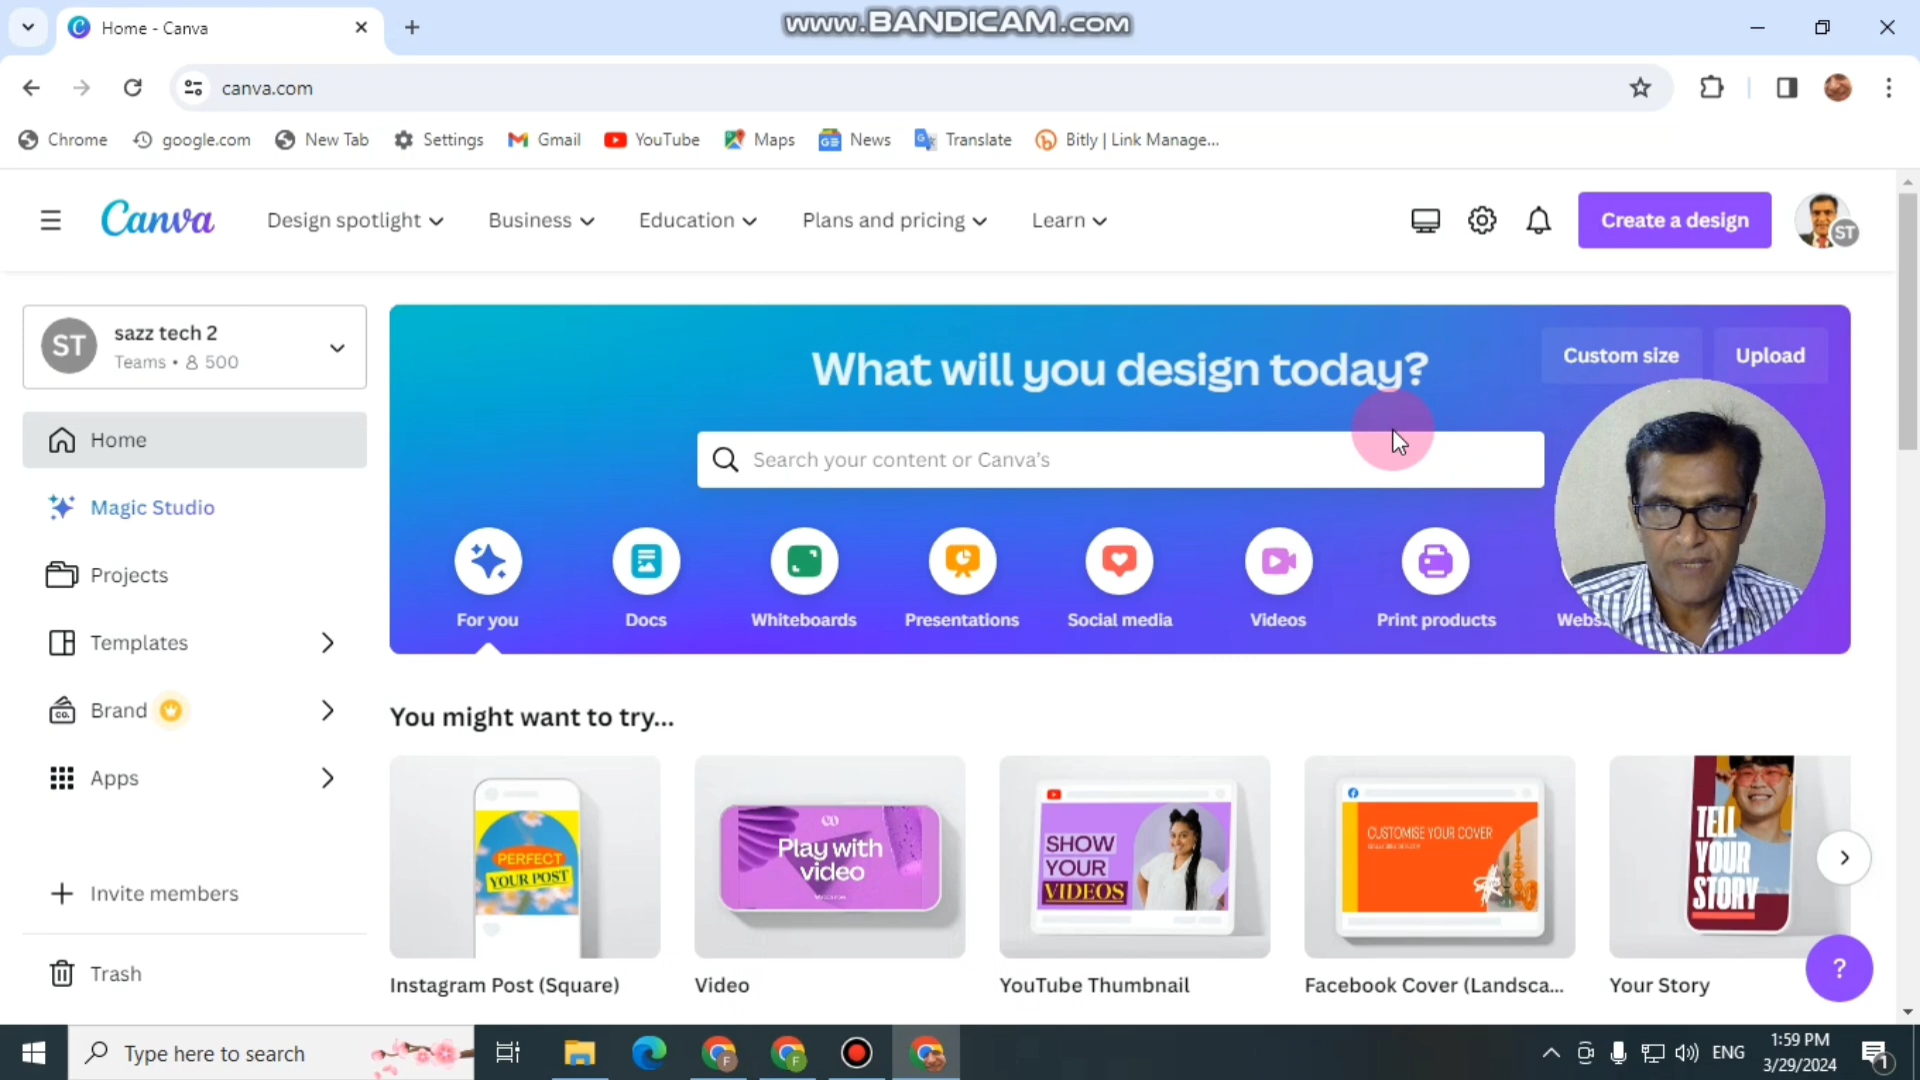 Home - Canva
www.BANDICAM.com
canva.com
Chrome google.com New Tab Settings Gmail YouTube Maps News Translate Bitly | Link Manage...
Canva Design spotlight Business Education Plans and pricing Learn Create a design ST
ST sazz tech 2
Teams • 500
Home
Magic Studio
Projects
Templates
Brand
Apps
Invite members
Trash
What will you design today?
Custom size Upload
Search your content or Canva's
For you Docs Whiteboards Presentations Social media Videos Print products Webs
You might want to try...
PERFECT
YOUR POST
Play with
video
SHOW
YOUR
VIDEOS
CUSTOMISE YOUR COVER
TELL
YOUR
STORY
Instagram Post (Square) Video YouTube Thumbnail Facebook Cover (Landsca... Your Story
?
Type here to search
F F
ENG
1:59 PM
3/29/2024
1